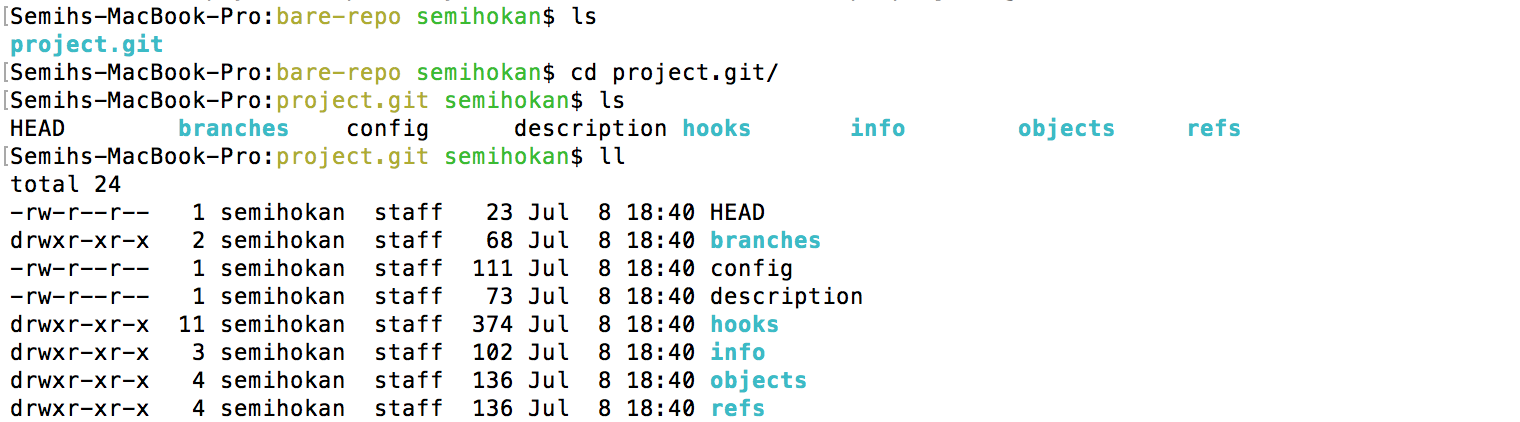 [Semihs-MacBook-Pro:bare-repo semihokan$ ls
project.git
[Semihs-MacBook-Pro:bare-repo semihokan$ cd project.git/
[Semihs-MacBook-Pro:project.git semihokan$ ls
HEAD branches config description hooks info objects refs
[Semihs-MacBook-Pro:project.git semihokan$ ll
total 24
-rw-r--r-- 1 semihokan staff 23 Jul 8 18:40 HEAD
drwxr-xr-x 2 semihokan staff 68 Jul 8 18:40 branches
-rw-r--r-- 1 semihokan staff 111 Jul 8 18:40 config
-rw-r--r-- 1 semihokan staff 73 Jul 8 18:40 description
drwxr-xr-x 11 semihokan staff 374 Jul 8 18:40 hooks
drwxr-xr-x 3 semihokan staff 102 Jul 8 18:40 info
drwxr-xr-x 4 semihokan staff 136 Jul 8 18:40 objects
drwxr-xr-x 4 semihokan staff 136 Jul 8 18:40 refs